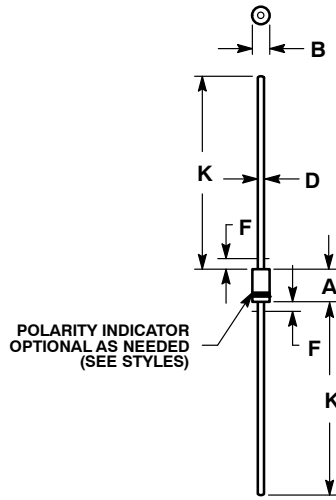 B
K
D
F
A
POLARITY INDICATOR
OPTIONAL AS NEEDED
(SEE STYLES)
F
K